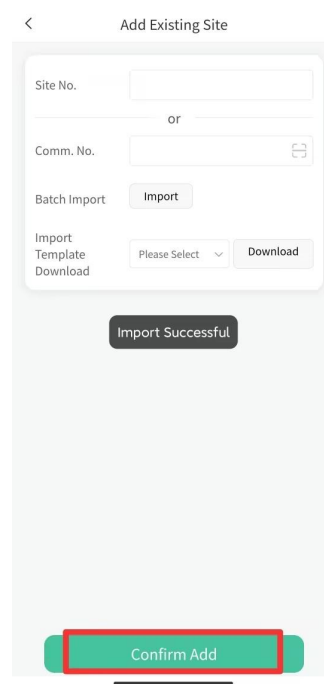 Add Existing Site
Site No.
or
Comm. No.
Batch Import
Import
Import
Template
Download
Please Select
Download
Import Successful
Confirm Add